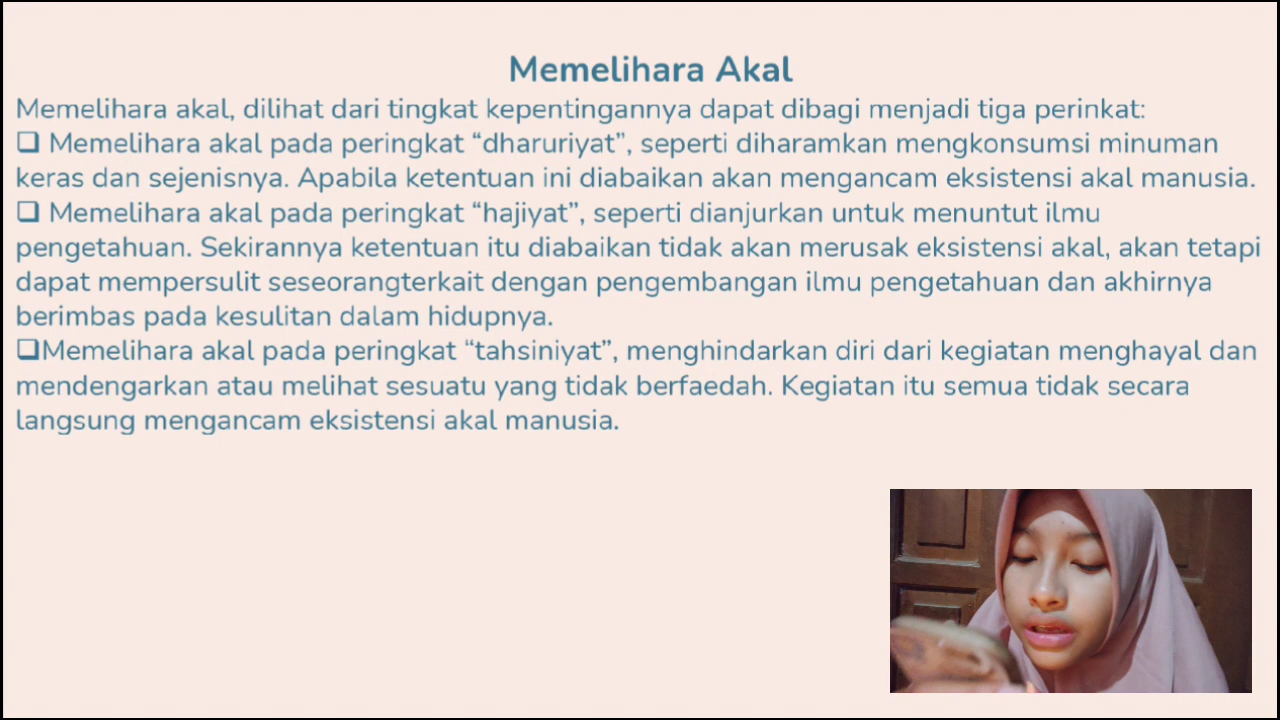 Memelihara Akal
Memelihara akal, dilihat dari tingkat kepentingannya dapat dibagi menjadi tiga perinkat:
❑ Memelihara akal pada peringkat “dharuriyat”, seperti diharamkan mengkonsumsi minuman
keras dan sejenisnya. Apabila ketentuan ini diabaikan akan mengancam eksistensi akal manusia.
❑ Memelihara akal pada peringkat “hajiyat”, seperti dianjurkan untuk menuntut ilmu
pengetahuan. Sekirannya ketentuan itu diabaikan tidak akan merusak eksistensi akal, akan tetapi
dapat mempersulit seseorangterkait dengan pengembangan ilmu pengetahuan dan akhirnya
berimbas pada kesulitan dalam hidupnya.
❑Memelihara akal pada peringkat “tahsiniyat”, menghindarkan diri dari kegiatan menghayal dan
mendengarkan atau melihat sesuatu yang tidak berfaedah. Kegiatan itu semua tidak secara
langsung mengancam eksistensi akal manusia.